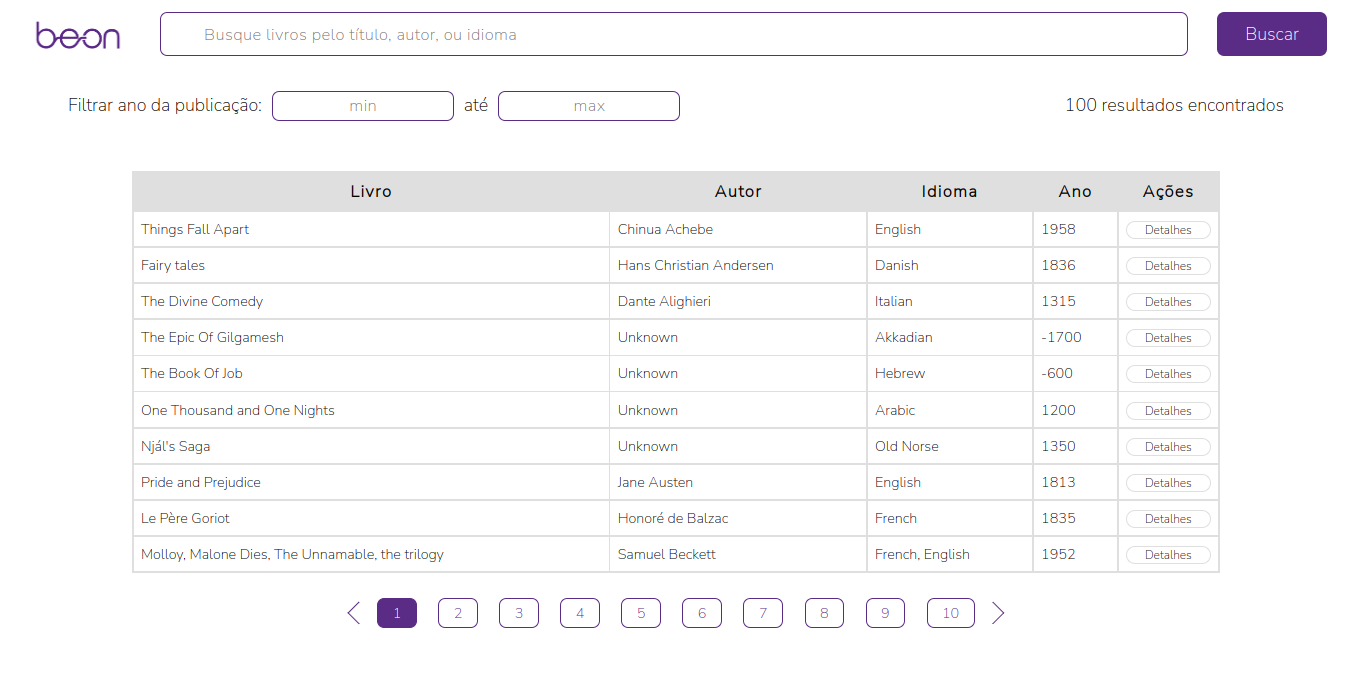 beon Busque livros pelo título, autor, ou idioma Buscar
Filtrar ano da publicação: min até max 100 resultados encontrados
Livro Autor Idioma Ano Ações
Things Fall Apart Chinua Achebe English 1958 Detalhes
Fairy tales Hans Christian Andersen Danish 1836 Detalhes
The Divine Comedy Dante Alighieri Italian 1315 Detalhes
The Epic Of Gilgamesh Unknown Akkadian -1700 Detalhes
The Book Of Job Unknown Hebrew -600 Detalhes
One Thousand and One Nights Unknown Arabic 1200 Detalhes
Njál's Saga Unknown Old Norse 1350 Detalhes
Pride and Prejudice Jane Austen English 1813 Detalhes
Le Père Goriot Honoré de Balzac French 1835 Detalhes
Molloy, Malone Dies, The Unnamable, the trilogy Samuel Beckett French, English 1952 Detalhes
1 2 3 4 5 6 7 8 9 10